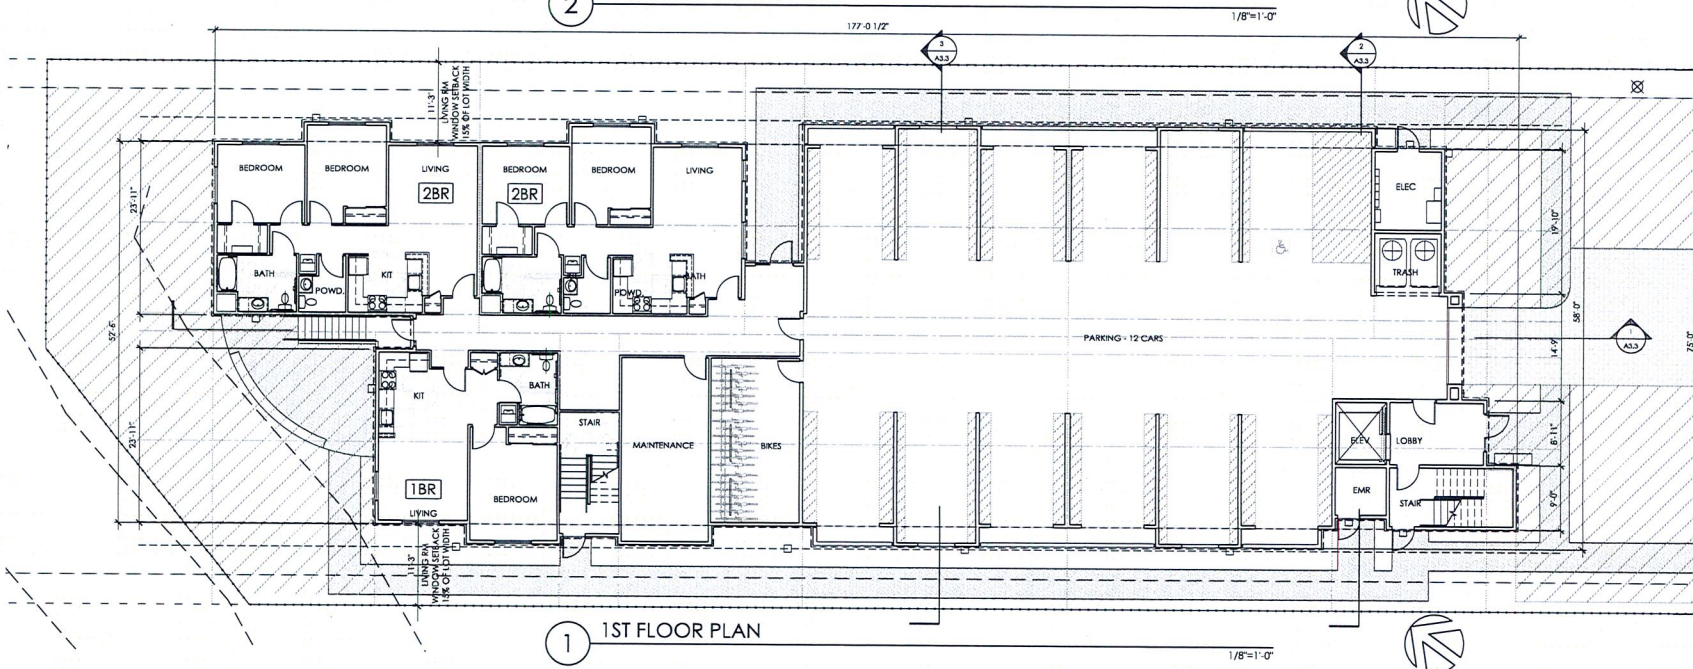 2
1/8"=1'-0"
177'-0 1/2"
3
A3.3
2
A3.3
11'-3"
LIVING RM
WINDOW SETBACK
15% OF LOT WIDTH
BEDROOM
BEDROOM
LIVING
2BR
BEDROOM
BEDROOM
LIVING
2BR
ELEC
23'-11"
19'-10"
BATH
POWD.
KIT
POWD.
BATH
TRASH
52'-6"
58'-0"
PARKING - 12 CARS
14'-9"
1
A3.3
75'-0"
KIT
BATH
STAIR
MAINTENANCE
BIKES
ELEV
LOBBY
23'-11"
8'-11"
1BR
LIVING
BEDROOM
EMR
STAIR
9'-0"
11'-3"
LIVING RM
WINDOW SETBACK
15% OF LOT WIDTH
1
1ST FLOOR PLAN
1/8"=1'-0"